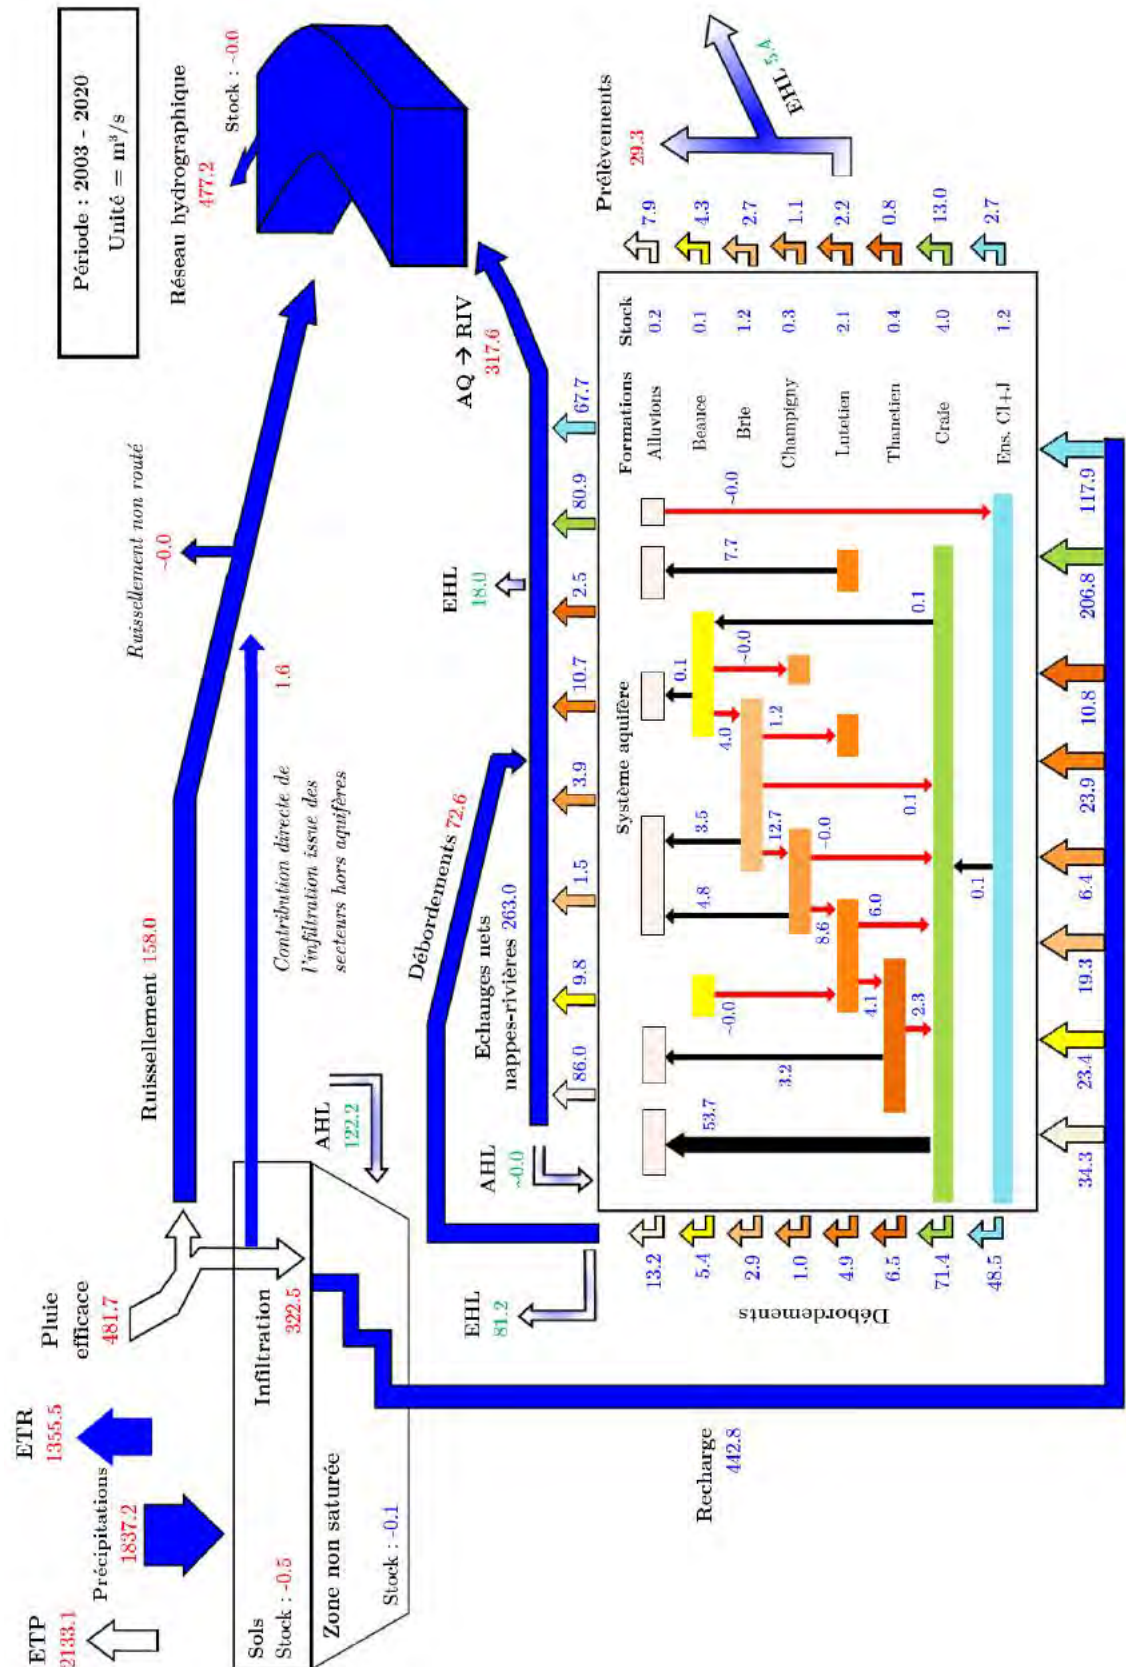 Période : 2003 - 2020
Unité = m³/s
ETP
2133.1
Précipitations
1837.2
ETR
1355.5
Pluie
efficace
481.7
Sols
Stock : -0.5
Infiltration
322.5
Zone non saturée
Stock : -0.1
Ruissellement 158.0
Ruissellement non routé
~0.0
Contribution directe de
l'infiltration issue des
secteurs hors aquifères
1.6
Réseau hydrographique
477.2
Stock : ~0.0
AHL
122.2
EHL
81.2
AHL
~0.0
Débordements 72.6
Echanges nets
nappes-rivières 263.0
EHL
18.0
AQ → RIV
317.6
86.0
9.8
1.5
3.9
10.7
2.5
80.9
67.7
Système aquifère
Formations
Stock
Alluvions
0.2
Beauce
0.1
Brie
1.2
Champigny
0.3
Lutetien
2.1
Thanetien
0.4
Craie
4.0
Ens. CI+J
1.2
53.7
3.2
~0.0
4.8
3.5
0.1
7.7
~0.0
4.0
~0.0
12.7
1.2
8.6
~0.0
4.1
6.0
2.3
0.1
0.1
0.1
Débordements
13.2
5.4
2.9
1.0
4.9
6.5
71.4
48.5
Prélèvements
29.3
EHL 5.4
7.9
4.3
2.7
1.1
2.2
0.8
13.0
2.7
Recharge
442.8
34.3
23.4
19.3
6.4
23.9
10.8
206.8
117.9